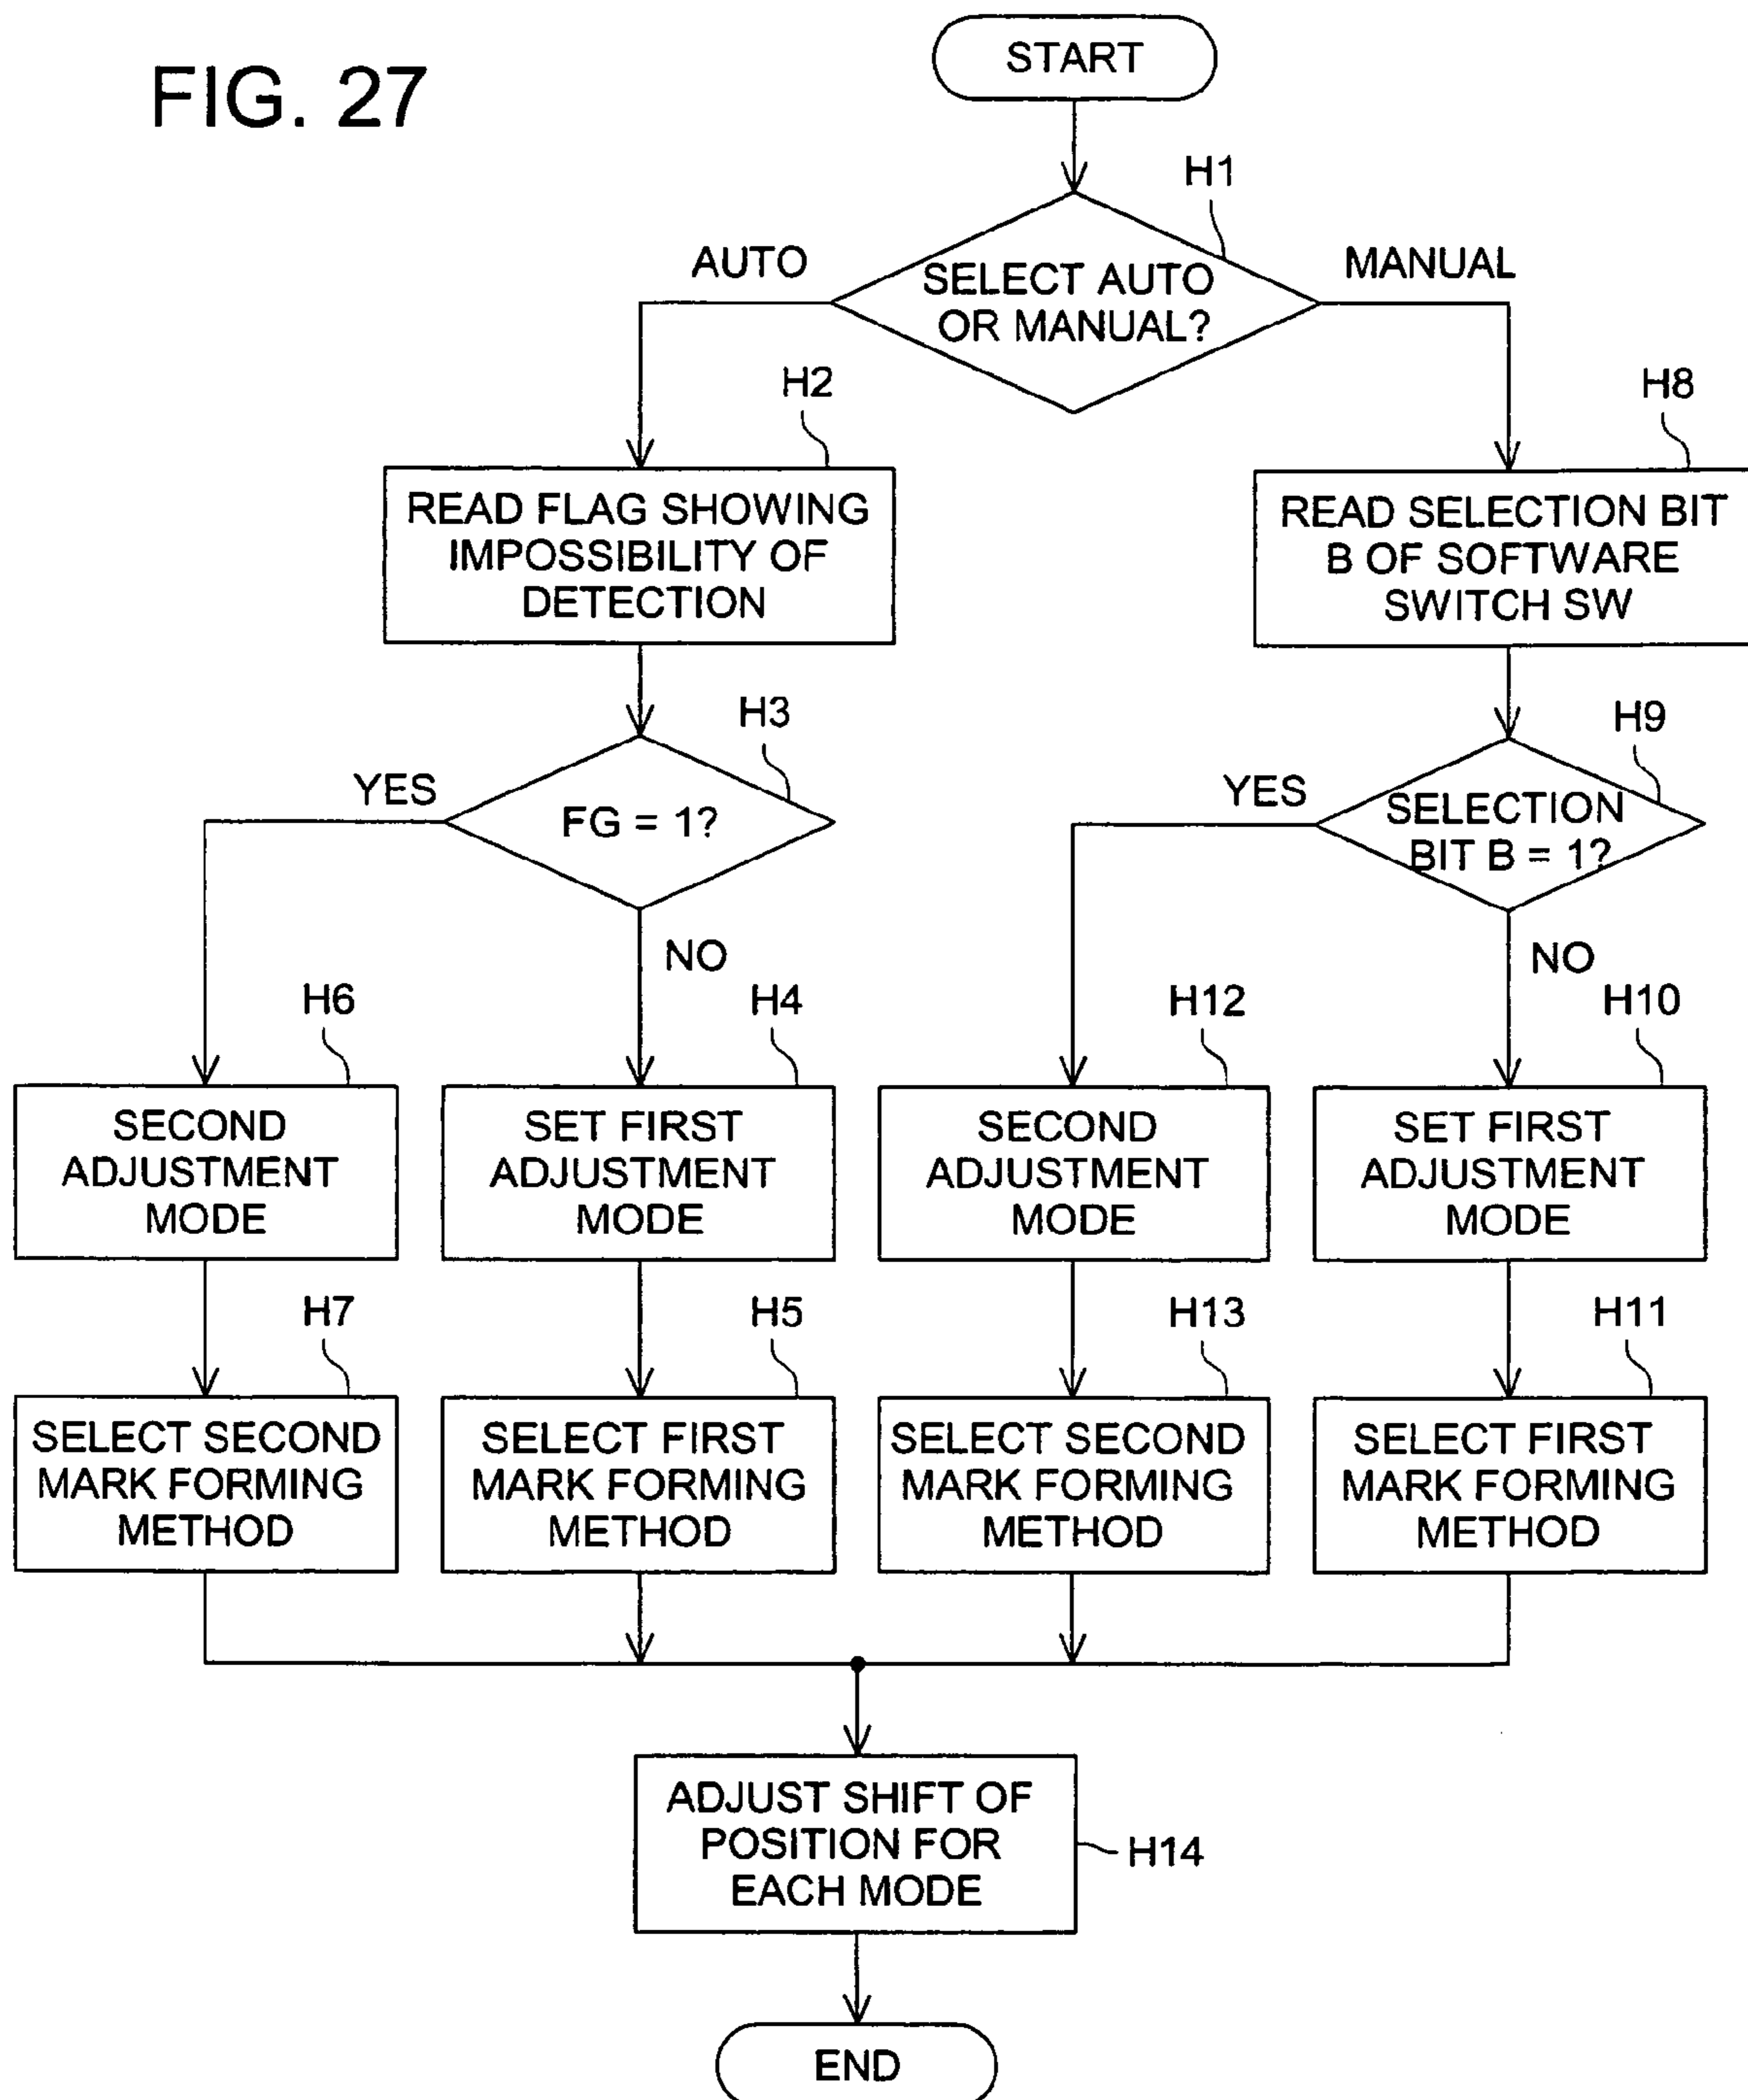 FIG. 27
START
H1
AUTO
MANUAL
SELECT AUTO
OR MANUAL?
H2
H8
READ FLAG SHOWING
IMPOSSIBILITY OF
DETECTION
READ SELECTION BIT
B OF SOFTWARE
SWITCH SW
H3
H9
YES
FG = 1?
YES
SELECTION
BIT B = 1?
NO
NO
H6
H4
H12
H10
SECOND
ADJUSTMENT
MODE
SET FIRST
ADJUSTMENT
MODE
SECOND
ADJUSTMENT
MODE
SET FIRST
ADJUSTMENT
MODE
H7
H5
H13
H11
SELECT SECOND
MARK FORMING
METHOD
SELECT FIRST
MARK FORMING
METHOD
SELECT SECOND
MARK FORMING
METHOD
SELECT FIRST
MARK FORMING
METHOD
ADJUST SHIFT OF
POSITION FOR
EACH MODE
H14
END